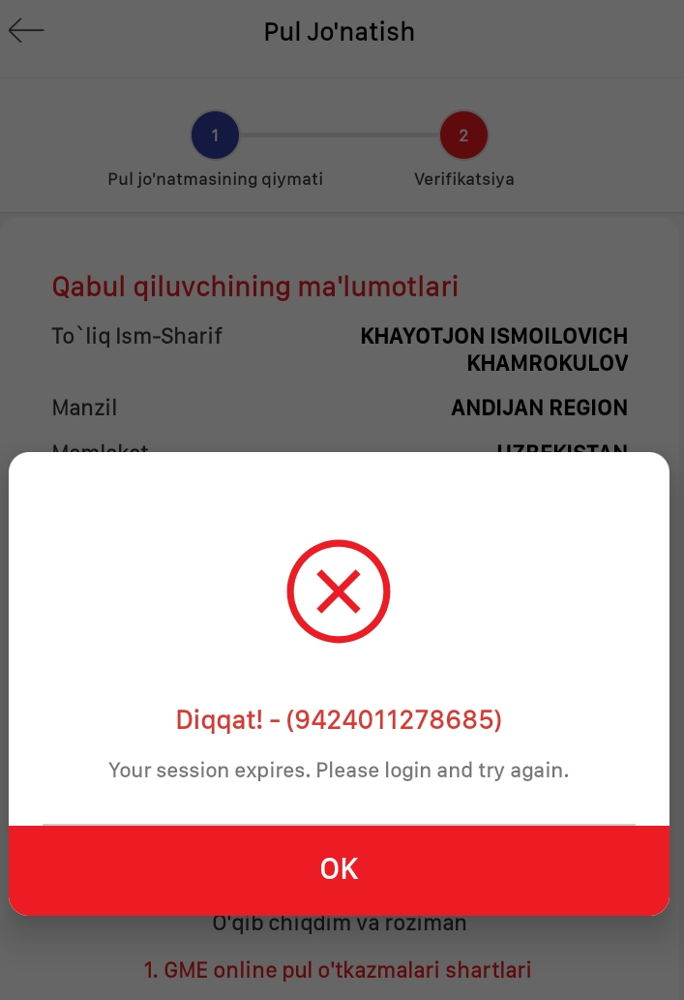 Pul Jo'natish
1
2
Pul jo'natmasining qiymati
Verifikatsiya
Qabul qiluvchining ma'lumotlari
To`liq Ism-Sharif
KHAYOTJON ISMOILOVICH
KHAMROKULOV
Manzil
ANDIJAN REGION
Mamlakat
UZBEKISTAN
Diqqat! - (9424011278685)
Your session expires. Please login and try again.
OK
O'qib chiqdim va roziman
1. GME online pul o'tkazmalari shartlari